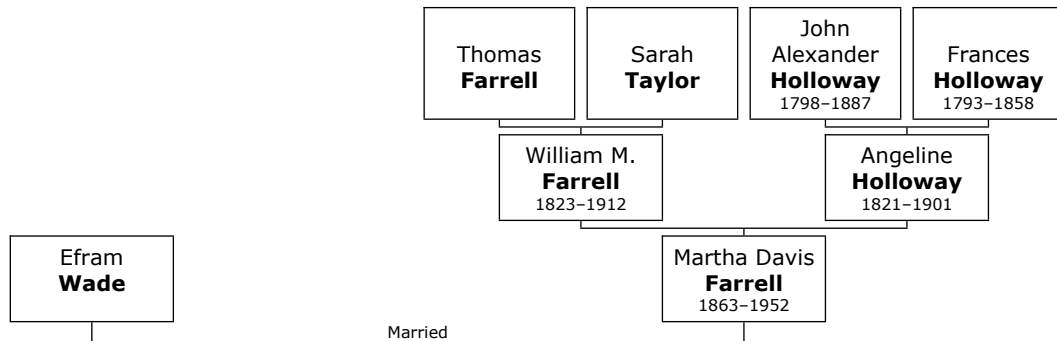 Thomas
Farrell
Sarah
Taylor
John
Alexander
Holloway
1798–1887
Frances
Holloway
1793–1858
William M.
Farrell
1823–1912
Angeline
Holloway
1821–1901
Efram
Wade
Martha Davis
Farrell
1863–1952
Married